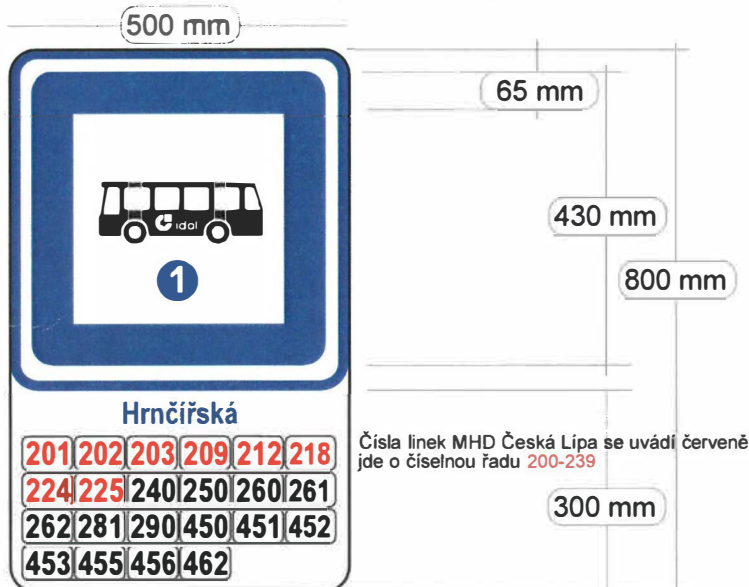 500 mm
65 mm
430 mm
800 mm
idol
1
Hrnčířská
201 202 203 209 212 218
224 225 240 250 260 261
262 281 290 450 451 452
453 455 456 462
Čísla linek MHD Česká Lípa se uvádí červeně
jde o číselnou řadu 200-239
300 mm